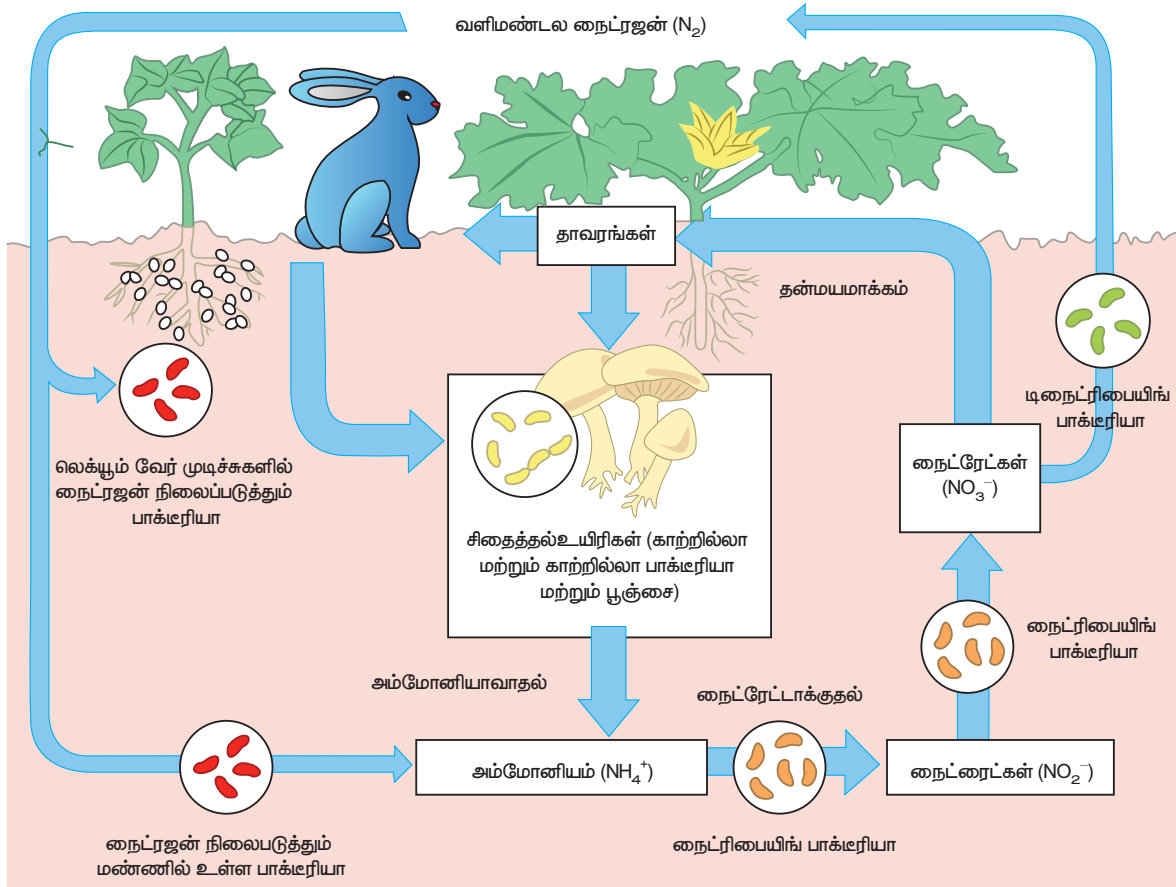 வளிமண்டல நைட்ரஜன் (N₂)
தாவரங்கள்
தன்மயமாக்கம்
டிநைட்ரிபையிங்
பாக்டீரியா
லெக்யூம் வேர் முடிச்சுகளில்
நைட்ரஜன் நிலைப்படுத்தும்
பாக்டீரியா
நைட்ரேட்கள்
(NO₃⁻)
சிதைத்தல்உயிரிகள் (காற்றில்லா
மற்றும் காற்றில்லா பாக்டீரியா
மற்றும் பூஞ்சை)
நைட்ரிபையிங்
பாக்டீரியா
அம்மோனியாவாதல்
நைட்ரேட்டாக்குதல்
அம்மோனியம் (NH₄⁺)
நைட்ரைட்கள் (NO₂⁻)
நைட்ரஜன் நிலைபடுத்தும்
மண்ணில் உள்ள பாக்டீரியா
நைட்ரிபையிங் பாக்டீரியா